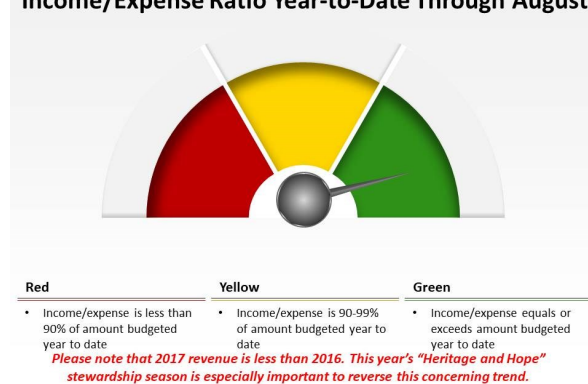 Income/Expense Ratio Year-to-Date Through August
Red
• Income/expense is less than
90% of amount budgeted
year to date
Yellow
• Income/expense is 90-99%
of amount budgeted year to
date
Green
• Income/expense equals or
exceeds amount budgeted
year to date
Please note that 2017 revenue is less than 2016. This year's “Heritage and Hope”
stewardship season is especially important to reverse this concerning trend.